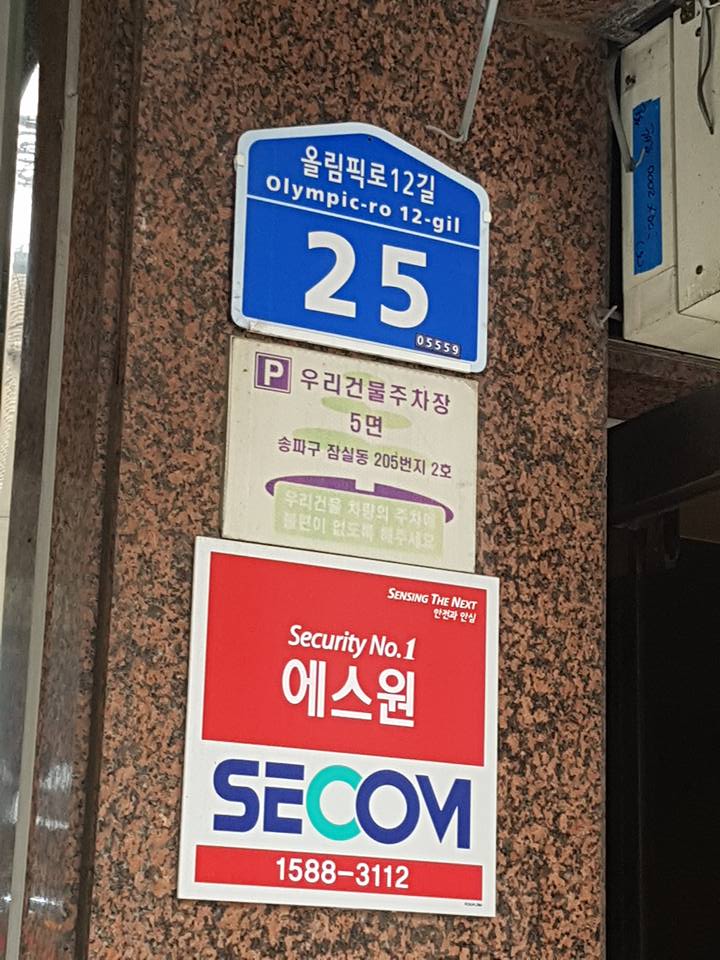 올림픽로12길
Olympic-ro 12-gil
25
05559
P 우리건물주차장
5면
송파구 잠실동 205번지 2호
우리건물 차량의 주차에
불편이 없도록 해주세요
SENSING THE NEXT
안전과 안심
Security No.1
에스원
SECOM
1588-3112